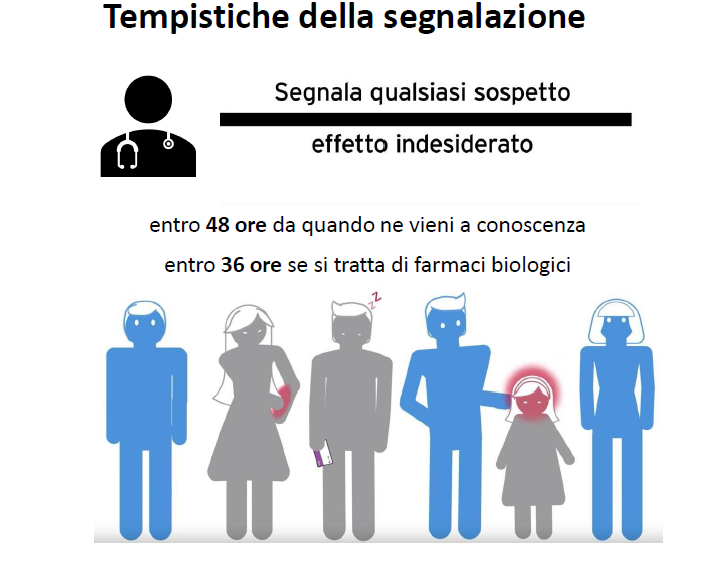 Tempistiche della segnalazione
Segnala qualsiasi sospetto
effetto indesiderato
entro 48 ore da quando ne vieni a conoscenza
entro 36 ore se si tratta di farmaci biologici
z
z
Z